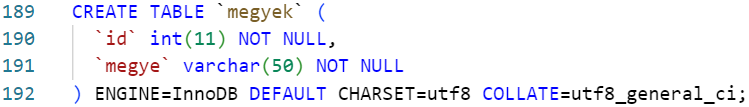 189 CREATE TABLE `megyek` (
190   `id` int(11) NOT NULL,
191   `megye` varchar(50) NOT NULL
192 ) ENGINE=InnoDB DEFAULT CHARSET=utf8 COLLATE=utf8_general_ci;